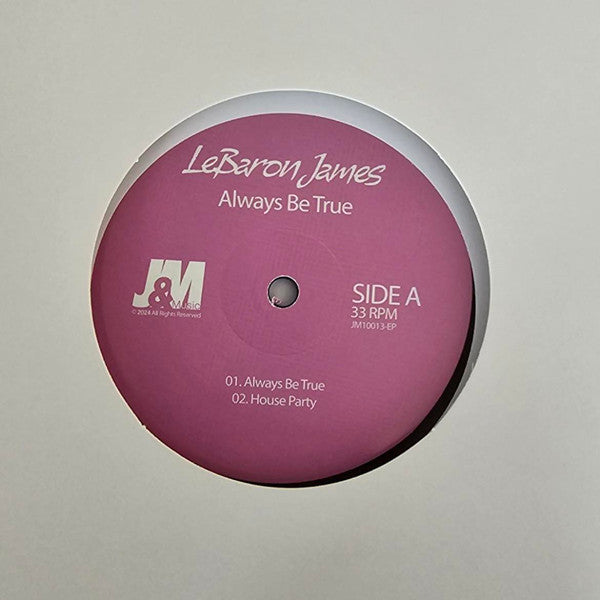 LeBaron James
Always Be True
J&M
Music
© 2024 All Rights Reserved
SIDE A
33 RPM
JM10013-EP
01. Always Be True
02. House Party